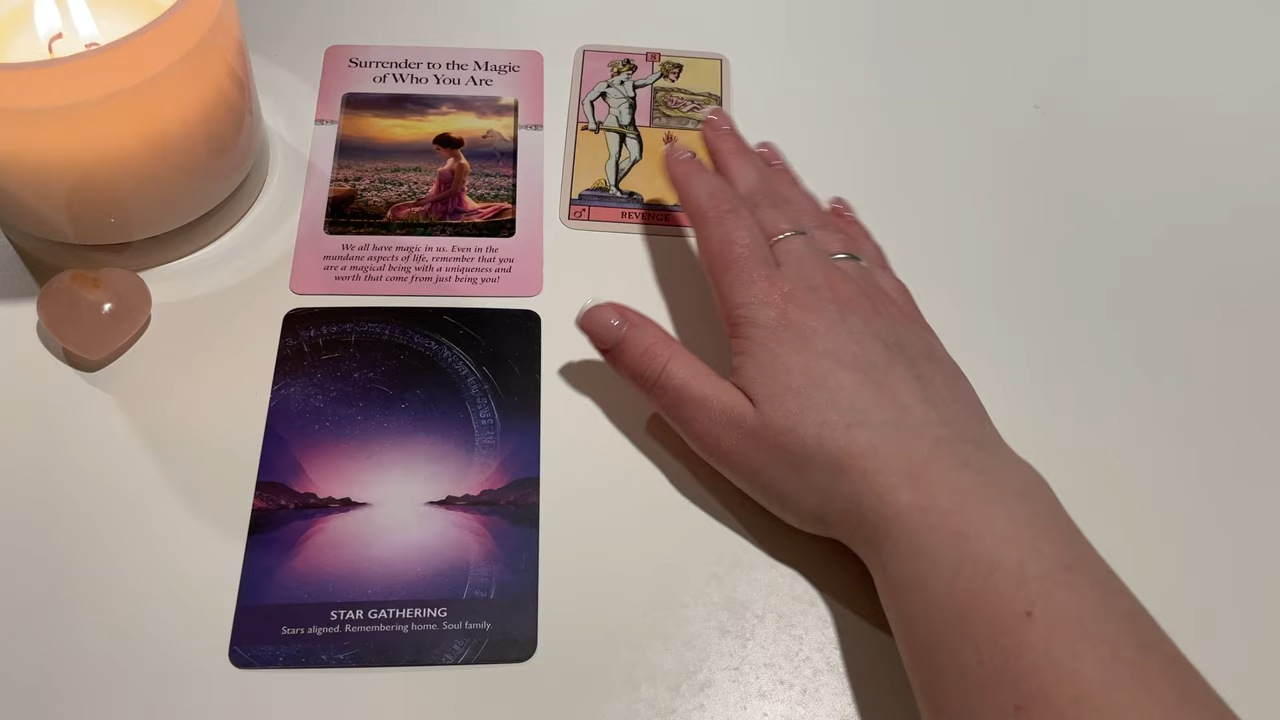 Surrender to the Magic
of Who You Are
We all have magic in us. Even in the
mundane aspects of life, remember that you
are a magical being with a uniqueness and
worth that come from just being you!
8
♂ REVENGE
STAR GATHERING
Stars aligned. Remembering home. Soul family.